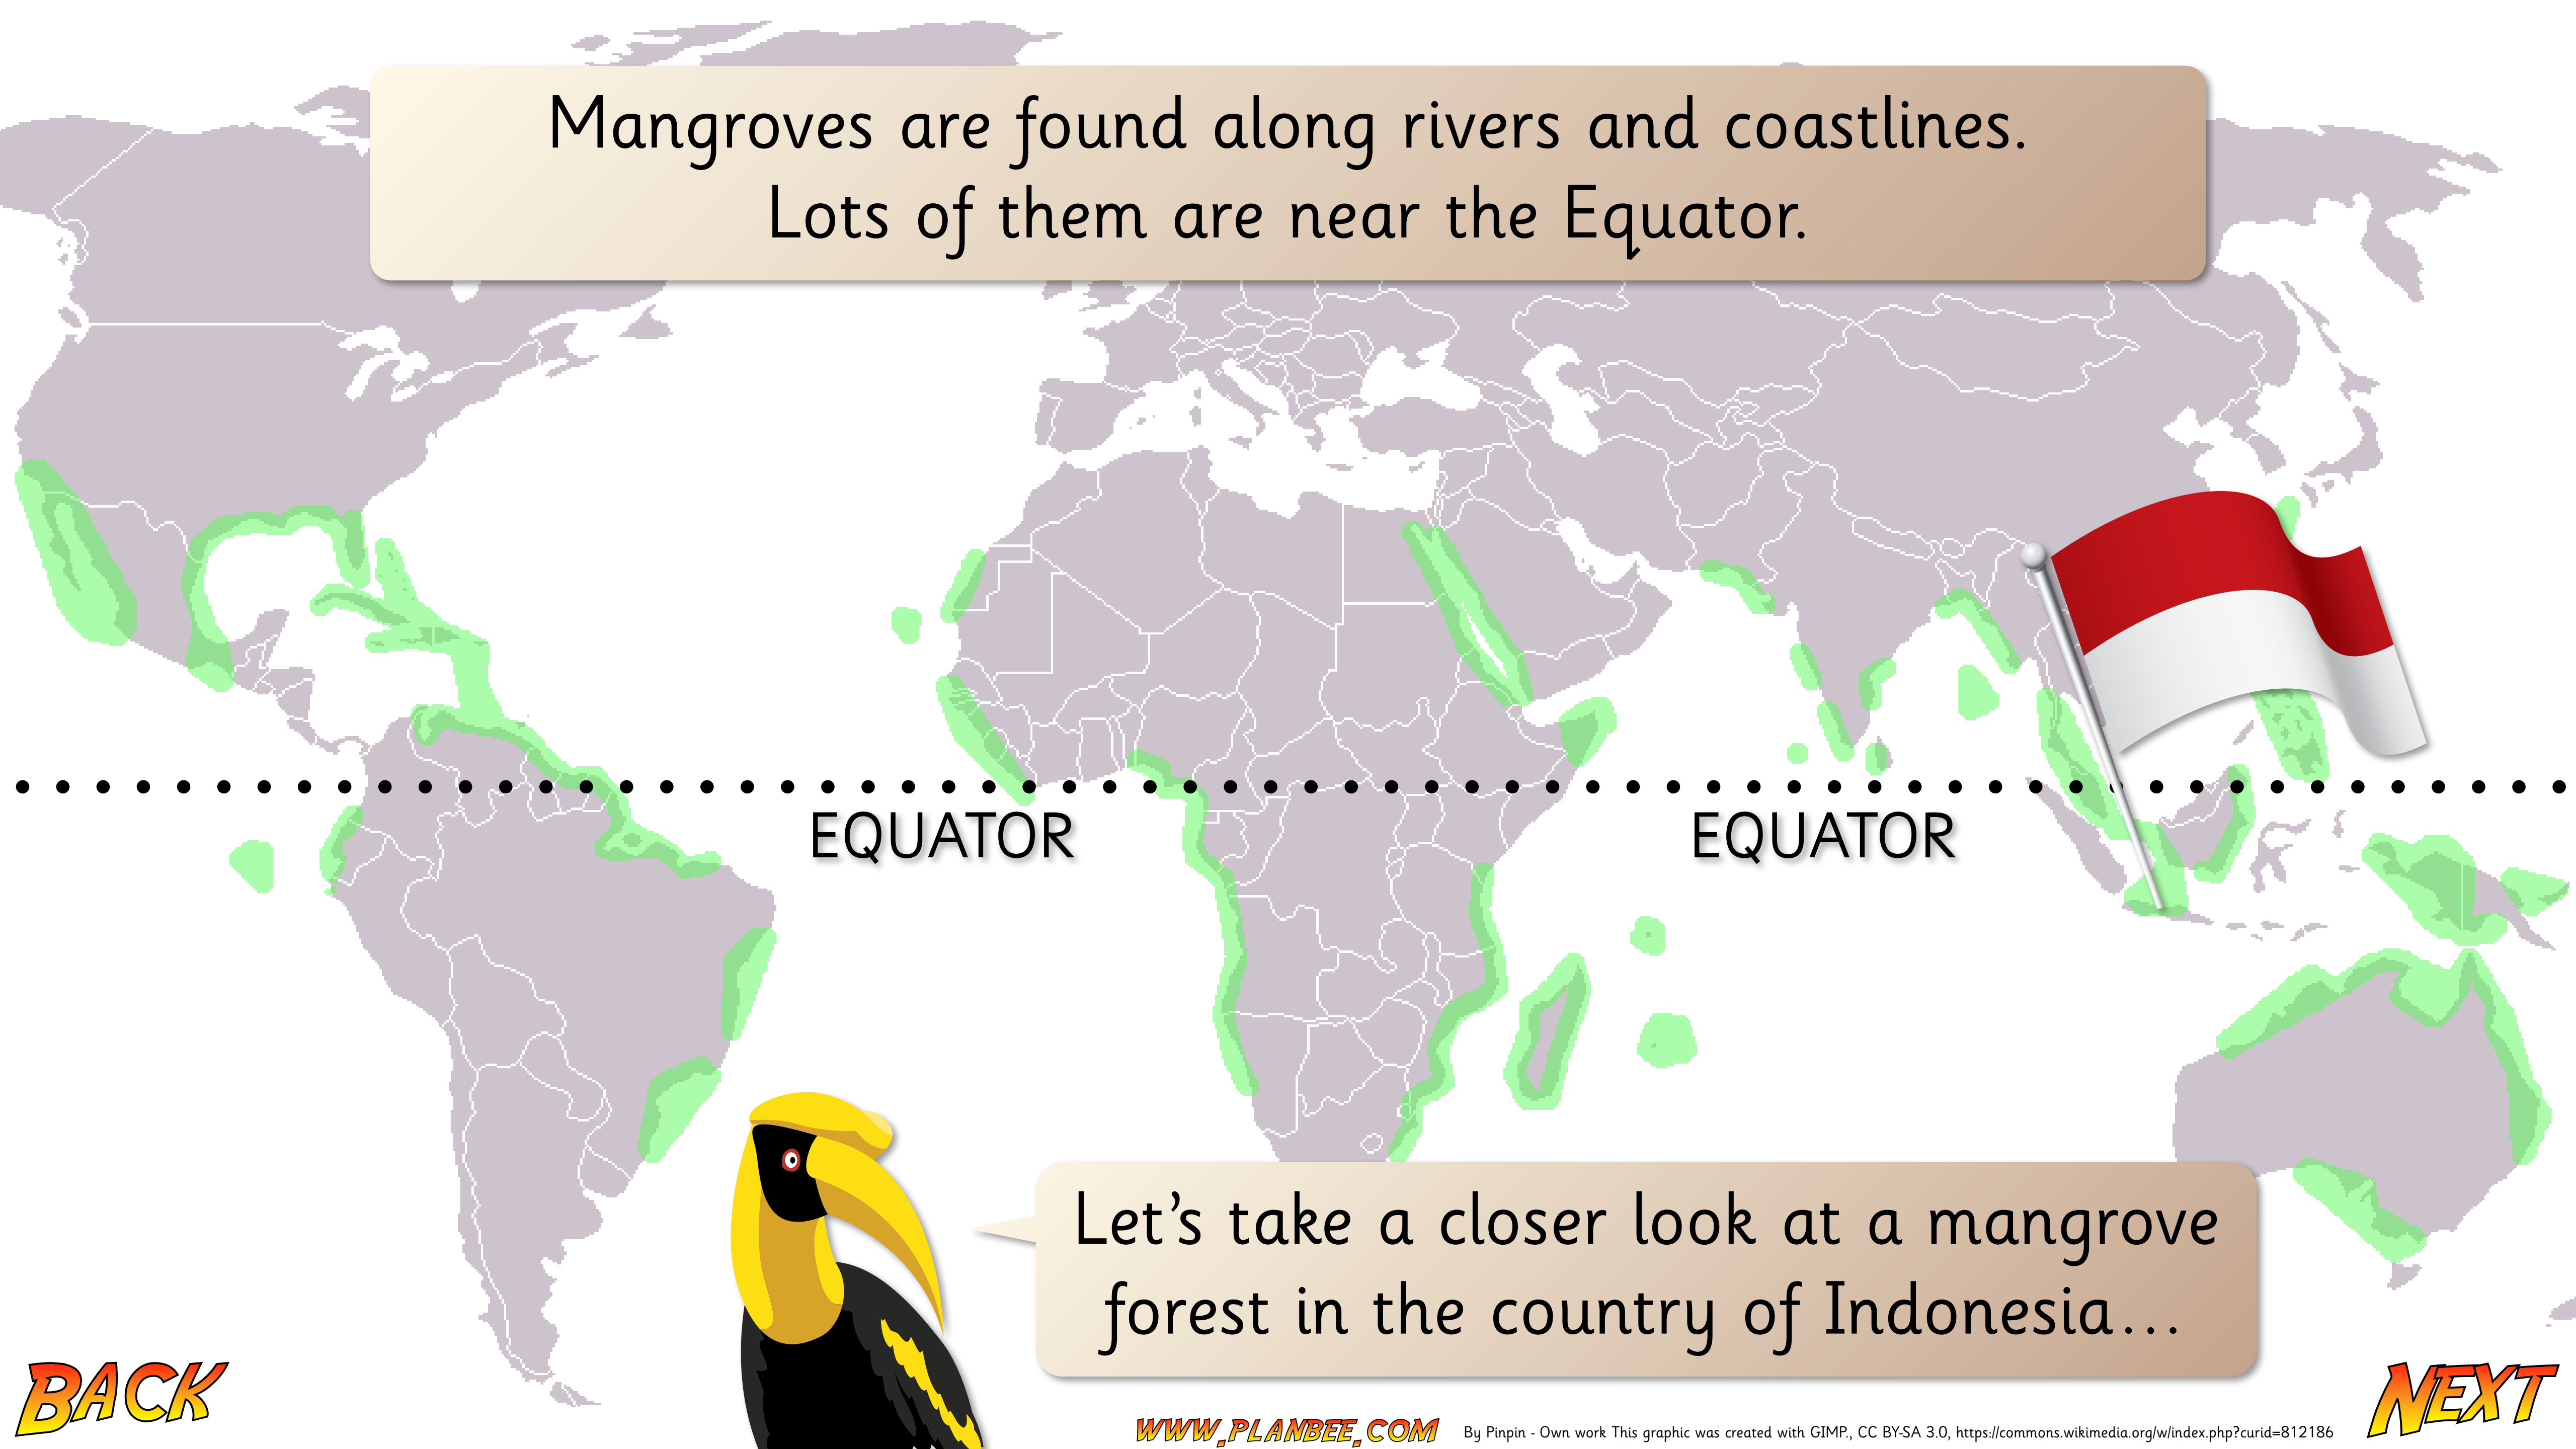 Mangroves are found along rivers and coastlines.
Lots of them are near the Equator.
EQUATOR
EQUATOR
Let's take a closer look at a mangrove
forest in the country of Indonesia...
BACK
WWW.PLANBEE.COM
By Pinpin - Own work This graphic was created with GIMP., CC BY-SA 3.0, https://commons.wikimedia.org/w/index.php?curid=812186
NEXT